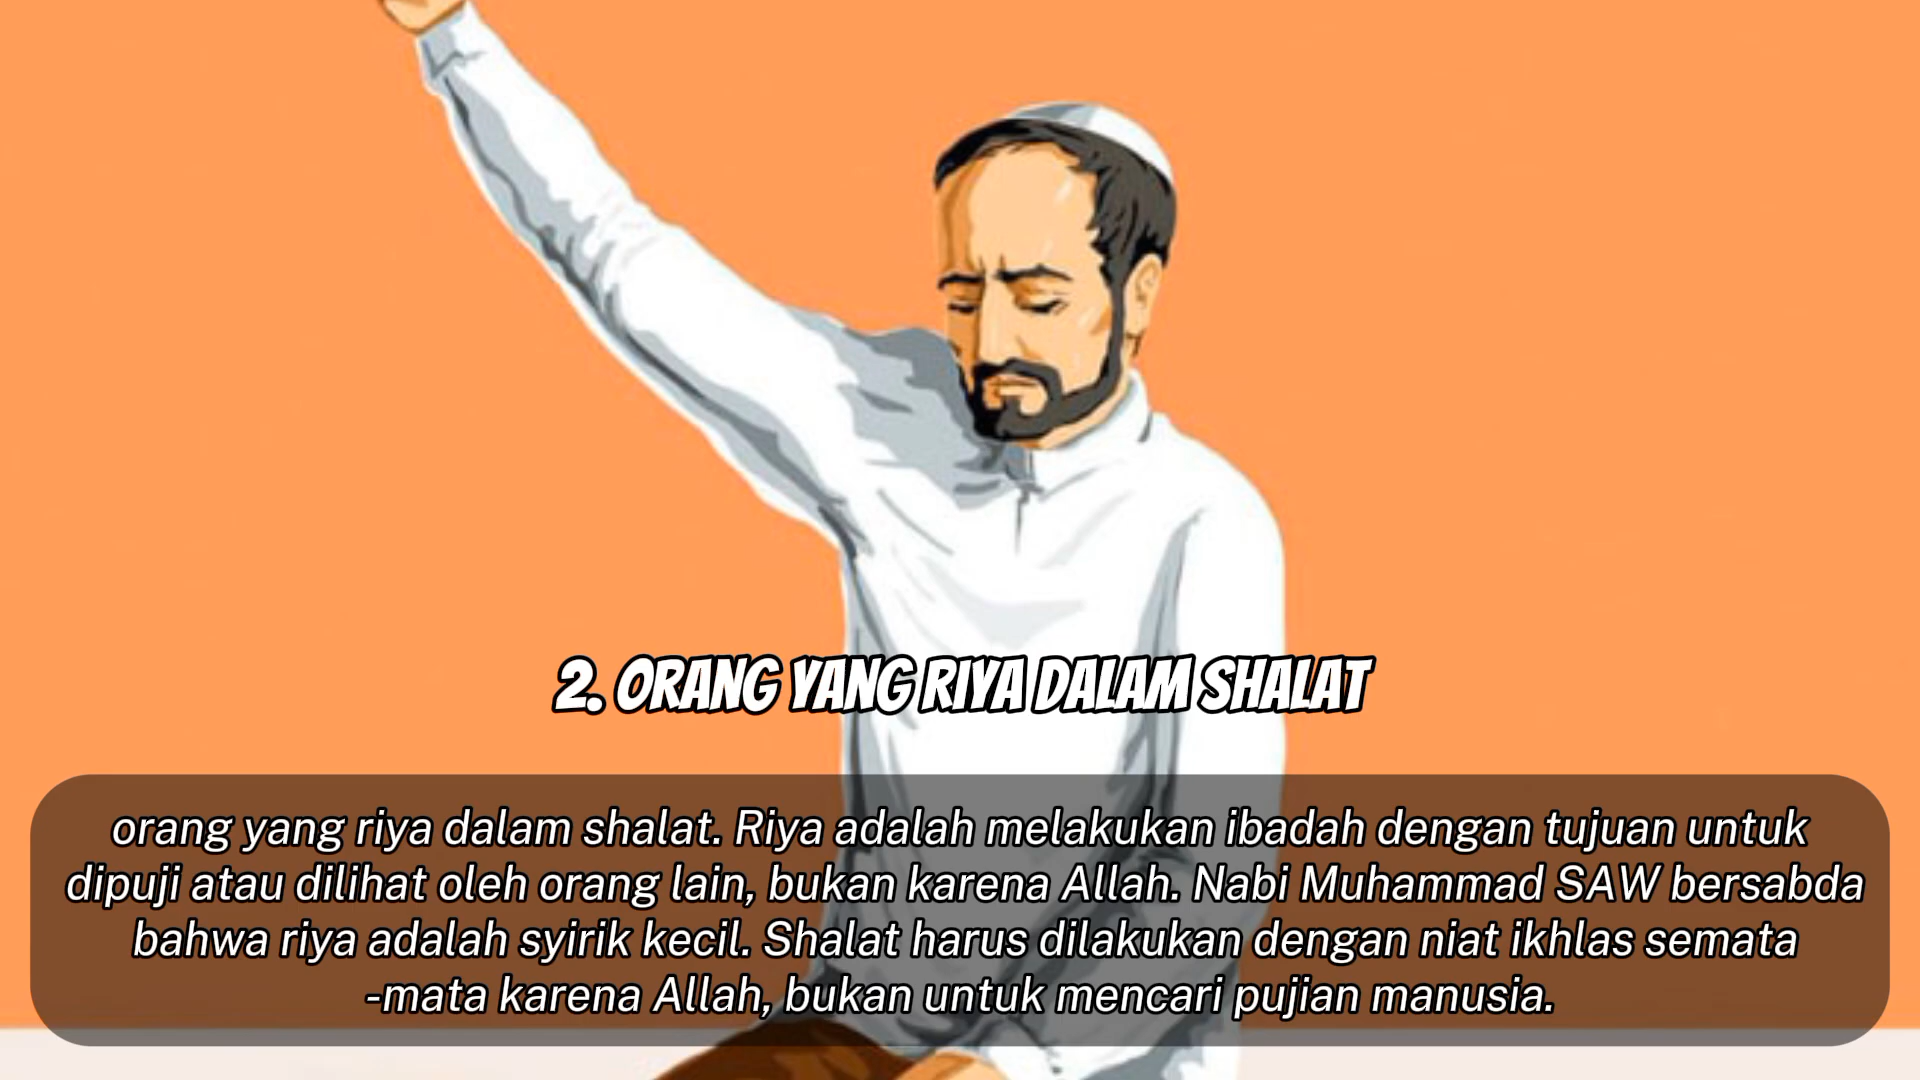 2. ORANG YANG RIYA DALAM SHALAT
orang yang riya dalam shalat. Riya adalah melakukan ibadah dengan tujuan untuk
dipuji atau dilihat oleh orang lain, bukan karena Allah. Nabi Muhammad SAW bersabda
bahwa riya adalah syirik kecil. Shalat harus dilakukan dengan niat ikhlas semata
-mata karena Allah, bukan untuk mencari pujian manusia.